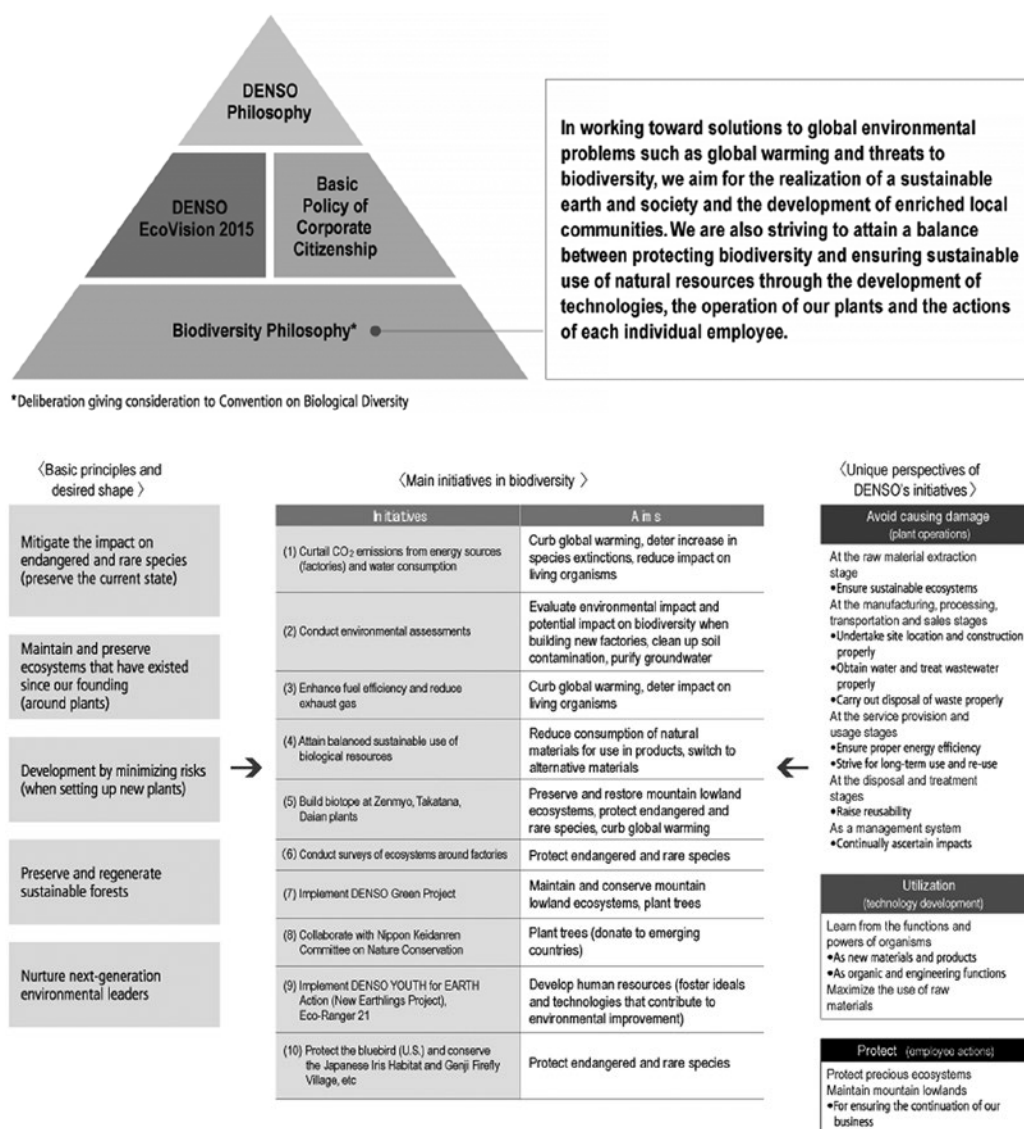 DENSO
Philosophy
DENSO
EcoVision 2015
Basic
Policy of
Corporate
Citizenship
Biodiversity Philosophy*
In working toward solutions to global environmental
problems such as global warming and threats to
biodiversity, we aim for the realization of a sustainable
earth and society and the development of enriched local
communities. We are also striving to attain a balance
between protecting biodiversity and ensuring sustainable
use of natural resources through the development of
technologies, the operation of our plants and the actions
of each individual employee.
*Deliberation giving consideration to Convention on Biological Diversity
〈Basic principles and
desired shape 〉
Mitigate the impact on
endangered and rare species
(preserve the current state)
Maintain and preserve
ecosystems that have existed
since our founding
(around plants)
Development by minimizing risks
(when setting up new plants)
Preserve and regenerate
sustainable forests
Nurture next-generation
environmental leaders
〈Main initiatives in biodiversity 〉
Initiatives
Aims
(1) Curtail CO₂ emissions from energy sources
(factories) and water consumption
Curb global warming, deter increase in
species extinctions, reduce impact on
living organisms
(2) Conduct environmental assessments
Evaluate environmental impact and
potential impact on biodiversity when
building new factories, clean up soil
contamination, purify groundwater
(3) Enhance fuel efficiency and reduce
exhaust gas
Curb global warming, deter impact on
living organisms
(4) Attain balanced sustainable use of
biological resources
Reduce consumption of natural
materials for use in products, switch to
alternative materials
(5) Build biotope at Zenmyo, Takatana,
Daian plants
Preserve and restore mountain lowland
ecosystems, protect endangered and
rare species, curb global warming
(6) Conduct surveys of ecosystems around factories
Protect endangered and rare species
(7) Implement DENSO Green Project
Maintain and conserve mountain
lowland ecosystems, plant trees
(8) Collaborate with Nippon Keidanren
Committee on Nature Conservation
Plant trees (donate to emerging
countries)
(9) Implement DENSO YOUTH for EARTH
Action (New Earthlings Project),
Eco-Ranger 21
Develop human resources (foster ideals
and technologies that contribute to
environmental improvement)
(10) Protect the bluebird (U.S.) and conserve
the Japanese Iris Habitat and Genji Firefly
Village, etc
Protect endangered and rare species
〈Unique perspectives of
DENSO's initiatives〉
Avoid causing damage
(plant operations)
At the raw material extraction
stage
•Ensure sustainable ecosystems
At the manufacturing, processing,
transportation and sales stages
•Undertake site location and construction
properly
•Obtain water and treat wastewater
properly
•Carry out disposal of waste properly
At the service provision and
usage stages
•Ensure proper energy efficiency
•Strive for long-term use and re-use
At the disposal and treatment
stages
•Raise reusability
As a management system
•Continually ascertain impacts
Utilization
(technology development)
Learn from the functions and
powers of organisms
•As new materials and products
•As organic and engineering functions
Maximize the use of raw
materials
Protect (employee actions)
Protect precious ecosystems
Maintain mountain lowlands
•For ensuring the continuation of our
business